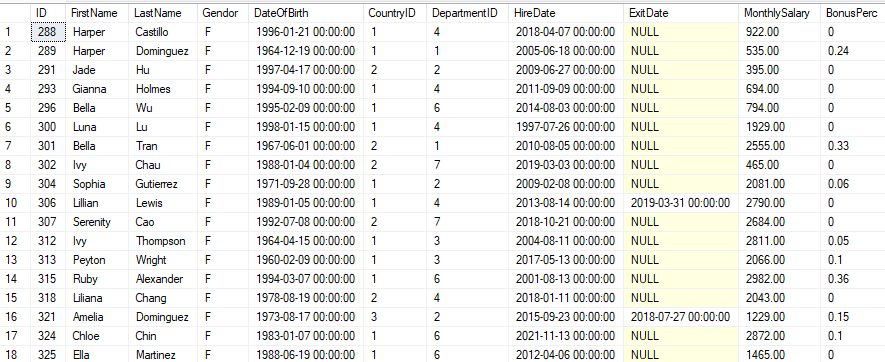 ID FirstName LastName Gendor DateOfBirth CountryID DepartmentID HireDate ExitDate MonthlySalary BonusPerc
1 288 Harper Castillo F 1996-01-21 00:00:00 1 4 2018-04-07 00:00:00 NULL 922.00 0
2 289 Harper Dominguez F 1964-12-19 00:00:00 1 1 2005-06-18 00:00:00 NULL 535.00 0.24
3 291 Jade Hu F 1997-04-17 00:00:00 2 2 2009-06-27 00:00:00 NULL 395.00 0
4 293 Gianna Holmes F 1994-09-10 00:00:00 1 4 2011-09-09 00:00:00 NULL 694.00 0
5 296 Bella Wu F 1995-02-09 00:00:00 1 6 2014-08-03 00:00:00 NULL 794.00 0
6 300 Luna Lu F 1998-01-15 00:00:00 1 4 1997-07-26 00:00:00 NULL 1929.00 0
7 301 Bella Tran F 1967-06-01 00:00:00 2 1 2010-08-05 00:00:00 NULL 2555.00 0.33
8 302 Ivy Chau F 1988-01-04 00:00:00 2 7 2019-03-03 00:00:00 NULL 465.00 0
9 304 Sophia Gutierrez F 1971-09-28 00:00:00 1 2 2009-02-08 00:00:00 NULL 2081.00 0.06
10 306 Lillian Lewis F 1989-01-05 00:00:00 1 4 2013-08-14 00:00:00 2019-03-31 00:00:00 2790.00 0
11 307 Serenity Cao F 1992-07-08 00:00:00 2 7 2018-10-21 00:00:00 NULL 2684.00 0
12 312 Ivy Thompson F 1964-04-15 00:00:00 1 3 2004-08-11 00:00:00 NULL 2811.00 0.05
13 313 Peyton Wright F 1960-02-09 00:00:00 1 3 2017-05-13 00:00:00 NULL 2066.00 0.1
14 315 Ruby Alexander F 1994-03-07 00:00:00 1 6 2001-08-13 00:00:00 NULL 2982.00 0.36
15 318 Liliana Chang F 1978-08-19 00:00:00 2 4 2018-01-11 00:00:00 NULL 2043.00 0
16 321 Amelia Dominguez F 1973-08-17 00:00:00 3 2 2015-09-23 00:00:00 2018-07-27 00:00:00 1229.00 0.15
17 324 Chloe Chin F 1983-01-07 00:00:00 1 6 2021-11-13 00:00:00 NULL 2872.00 0.1
18 325 Ella Martinez F 1988-06-19 00:00:00 1 6 2012-04-06 00:00:00 NULL 1465.00 0